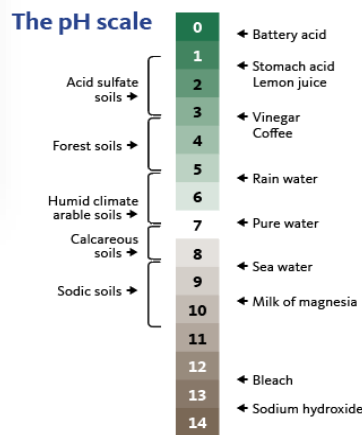 The pH scale
0
1
2
3
4
5
6
7
8
9
10
11
12
13
14
Acid sulfate
soils
Forest soils
Humid climate
arable soils
Calcareous
soils
Sodic soils
Battery acid
Stomach acid
Lemon juice
Vinegar
Coffee
Rain water
Pure water
Sea water
Milk of magnesia
Bleach
Sodium hydroxide